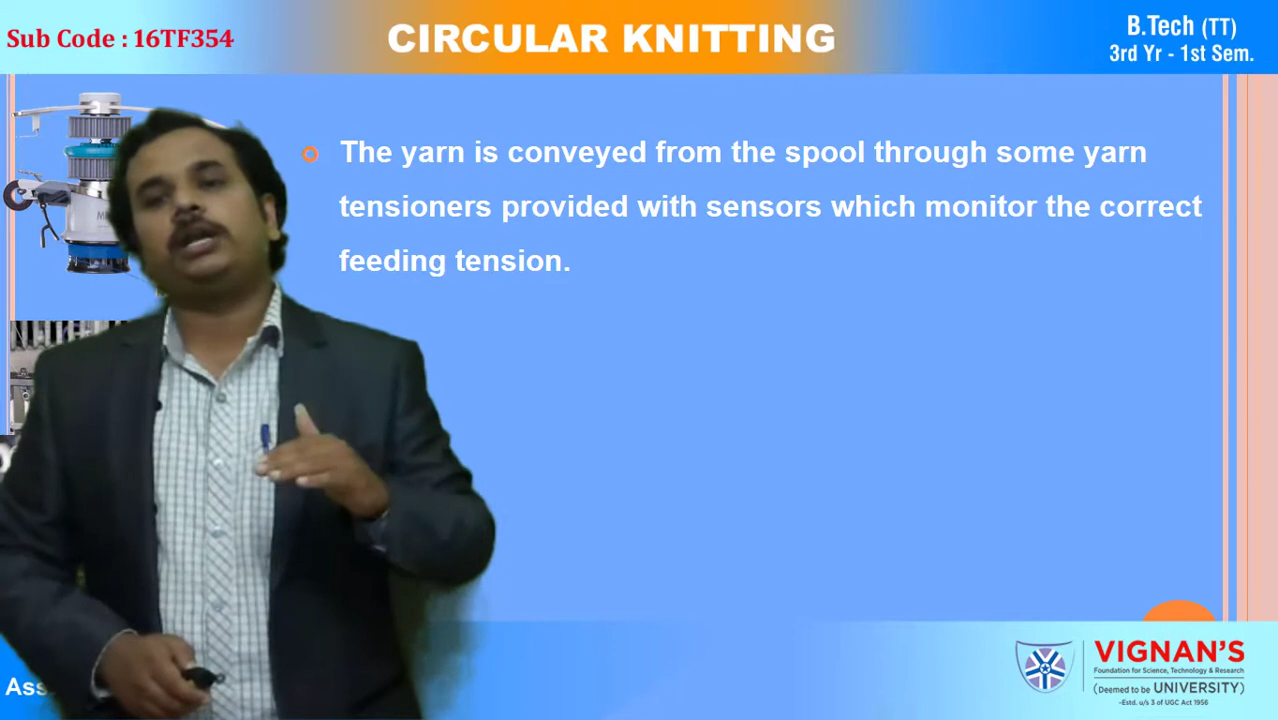 Sub Code : 16TF354
CIRCULAR KNITTING
B.Tech (TT)
3rd Yr - 1st Sem.
The yarn is conveyed from the spool through some yarn
tensioners provided with sensors which monitor the correct
feeding tension.
VIGNAN'S
Foundation for Science, Technology & Research
(Deemed to be UNIVERSITY)
-Estd. u/s 3 of UGC Act 1956